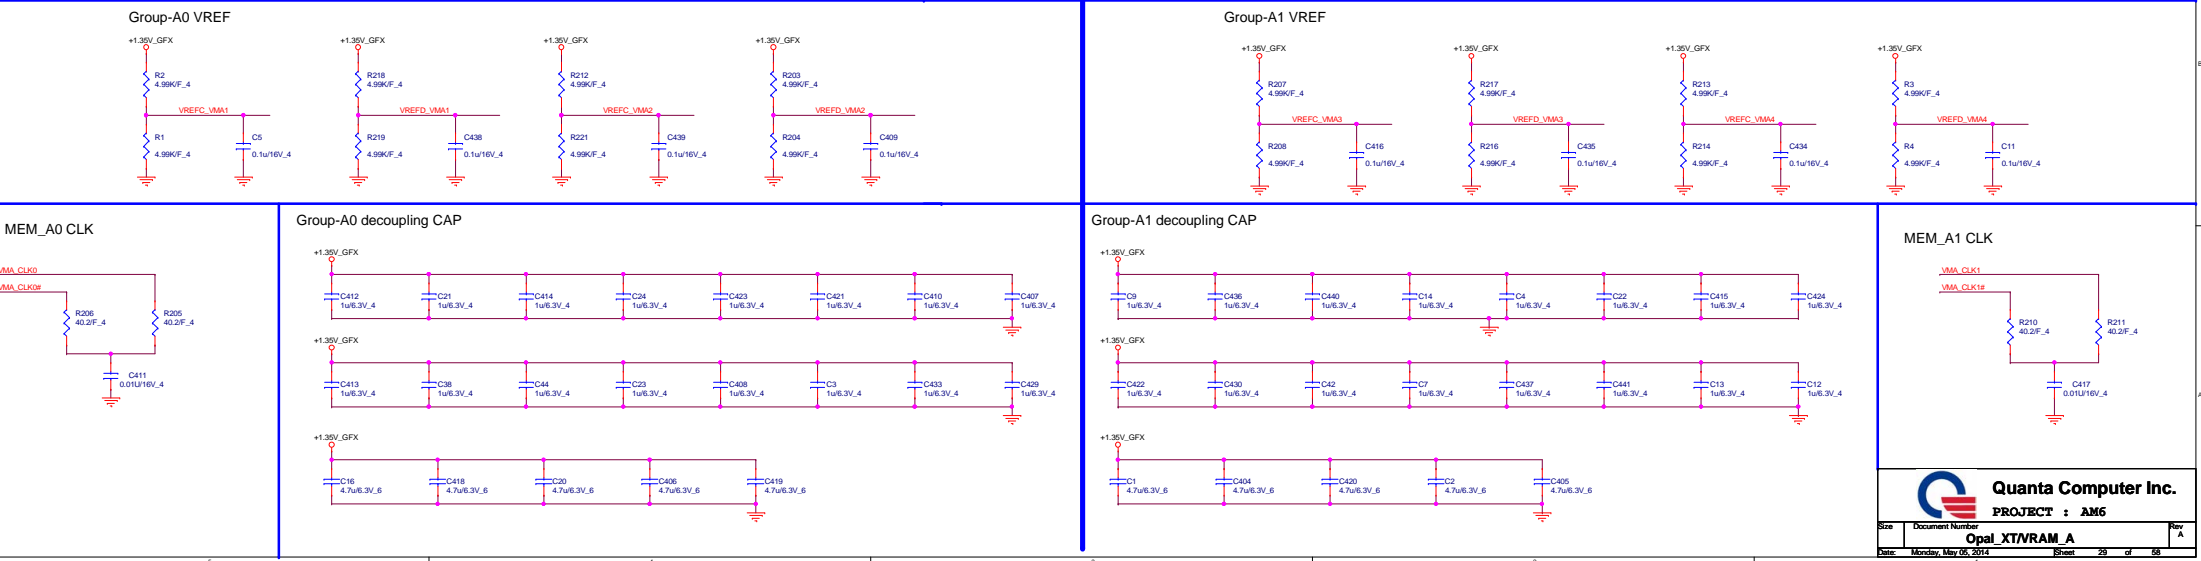 Group-A0 VREF
Group-A1 VREF
+1.35V_GFX +1.35V_GFX +1.35V_GFX +1.35V_GFX
+1.35V_GFX +1.35V_GFX +1.35V_GFX +1.35V_GFX
R2 R218 R212 R203
4.99K/F_4 4.99K/F_4 4.99K/F_4 4.99K/F_4
R207 R217 R213 R3
4.99K/F_4 4.99K/F_4 4.99K/F_4 4.99K/F_4
VREFC_VMA1 VREFD_VMA1 VREFC_VMA2 VREFD_VMA2
VREFC_VMA3 VREFD_VMA3 VREFC_VMA4 VREFD_VMA4
R1 C5 R219 C438 R221 C439 R204 C409
4.99K/F_4 0.1u/16V_4 4.99K/F_4 0.1u/16V_4 4.99K/F_4 0.1u/16V_4 4.99K/F_4 0.1u/16V_4
R208 C416 R216 C435 R214 C434 R4 C11
4.99K/F_4 0.1u/16V_4 4.99K/F_4 0.1u/16V_4 4.99K/F_4 0.1u/16V_4 4.99K/F_4 0.1u/16V_4
MEM_A0 CLK
VMA_CLK0
VMA_CLK0#
R206 R205
40.2/F_4 40.2/F_4
C411
0.01U/16V_4
Group-A0 decoupling CAP
+1.35V_GFX
C412 C21 C414 C24 C423 C421 C410 C407
1u/6.3V_4 1u/6.3V_4 1u/6.3V_4 1u/6.3V_4 1u/6.3V_4 1u/6.3V_4 1u/6.3V_4 1u/6.3V_4
+1.35V_GFX
C413 C38 C44 C23 C408 C3 C433 C429
1u/6.3V_4 1u/6.3V_4 1u/6.3V_4 1u/6.3V_4 1u/6.3V_4 1u/6.3V_4 1u/6.3V_4 1u/6.3V_4
+1.35V_GFX
C16 C418 C20 C406 C419
4.7u/6.3V_6 4.7u/6.3V_6 4.7u/6.3V_6 4.7u/6.3V_6 4.7u/6.3V_6
Group-A1 decoupling CAP
+1.35V_GFX
C9 C436 C440 C14 C4 C22 C415 C424
1u/6.3V_4 1u/6.3V_4 1u/6.3V_4 1u/6.3V_4 1u/6.3V_4 1u/6.3V_4 1u/6.3V_4 1u/6.3V_4
+1.35V_GFX
C422 C430 C42 C7 C437 C441 C13 C12
1u/6.3V_4 1u/6.3V_4 1u/6.3V_4 1u/6.3V_4 1u/6.3V_4 1u/6.3V_4 1u/6.3V_4 1u/6.3V_4
+1.35V_GFX
C1 C404 C420 C2 C405
4.7u/6.3V_6 4.7u/6.3V_6 4.7u/6.3V_6 4.7u/6.3V_6 4.7u/6.3V_6
MEM_A1 CLK
VMA_CLK1
VMA_CLK1#
R210 R211
40.2/F_4 40.2/F_4
C417
0.01U/16V_4
Quanta Computer Inc.
PROJECT : AM6
Size Document Number Rev
Opal_XT/VRAM_A A
Date: Monday, May 05, 2014 Sheet 29 of 58